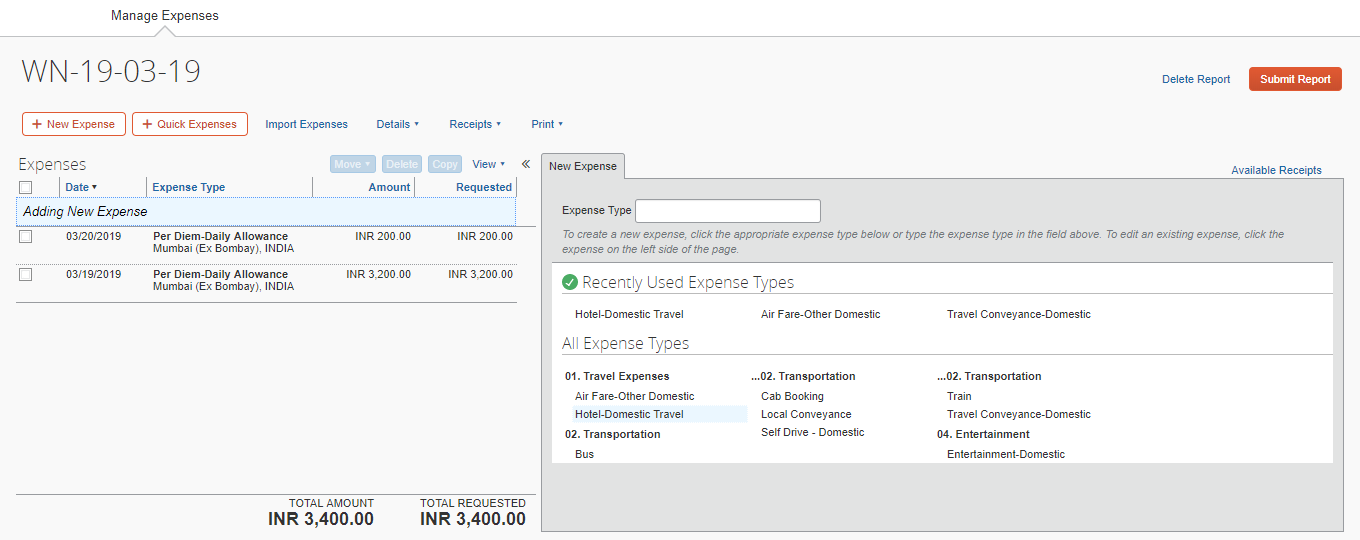 Manage Expenses
WN-19-03-19
Delete Report
Submit Report
+ New Expense
+ Quick Expenses
Import Expenses
Details
Receipts
Print
Expenses
Move
Delete
Copy
View
Date
Expense Type
Amount
Requested
Adding New Expense
03/20/2019 Per Diem-Daily Allowance INR 200.00 INR 200.00
Mumbai (Ex Bombay), INDIA
03/19/2019 Per Diem-Daily Allowance INR 3,200.00 INR 3,200.00
Mumbai (Ex Bombay), INDIA
TOTAL AMOUNT TOTAL REQUESTED
INR 3,400.00 INR 3,400.00
New Expense
Available Receipts
Expense Type
To create a new expense, click the appropriate expense type below or type the expense type in the field above. To edit an existing expense, click the
expense on the left side of the page.
Recently Used Expense Types
Hotel-Domestic Travel
Air Fare-Other Domestic
Travel Conveyance-Domestic
All Expense Types
01. Travel Expenses
Air Fare-Other Domestic
Hotel-Domestic Travel
02. Transportation
Bus
...02. Transportation
Cab Booking
Local Conveyance
Self Drive - Domestic
...02. Transportation
Train
Travel Conveyance-Domestic
04. Entertainment
Entertainment-Domestic